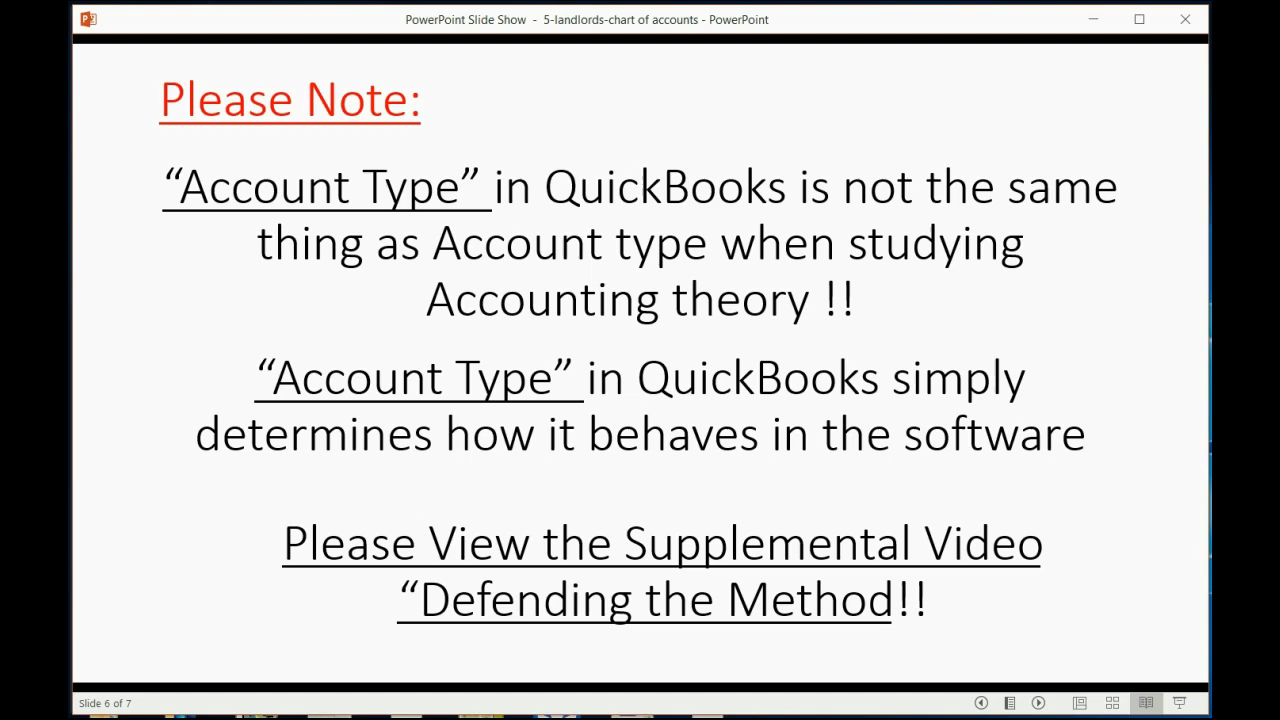 PowerPoint Slide Show - 5-landlords-chart of accounts - PowerPoint
Please Note:
“Account Type” in QuickBooks is not the same
thing as Account type when studying
Accounting theory !!
“Account Type” in QuickBooks simply
determines how it behaves in the software
Please View the Supplemental Video
“Defending the Method!!
Slide 6 of 7